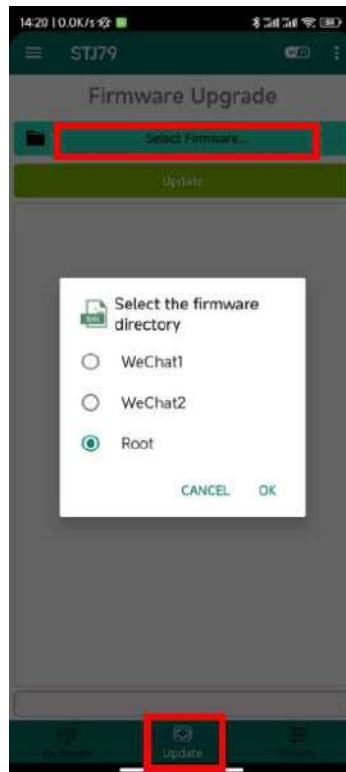 14:20 | 0.0K/s
STJ79
Firmware Upgrade
Select Firmware...
Update
Select the firmware
directory
WeChat1
WeChat2
Root
CANCEL OK
Update